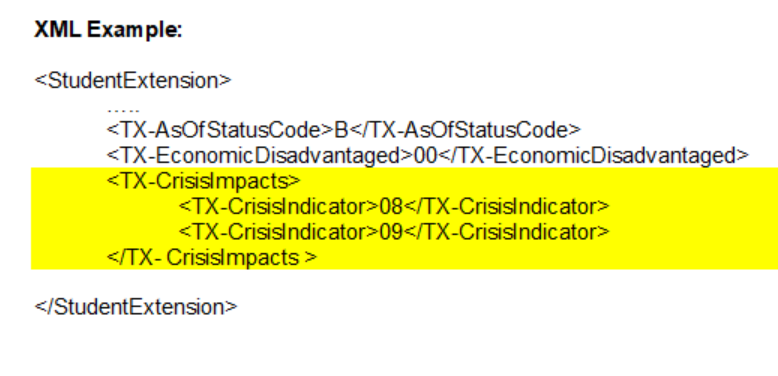 XML Example:
<StudentExtension>
.....
<TX-AsOfStatusCode>B</TX-AsOfStatusCode>
<TX-EconomicDisadvantaged>00</TX-EconomicDisadvantaged>
<TX-CrisisImpacts>
<TX-CrisisIndicator>08</TX-CrisisIndicator>
<TX-CrisisIndicator>09</TX-CrisisIndicator>
</TX- CrisisImpacts >
</StudentExtension>